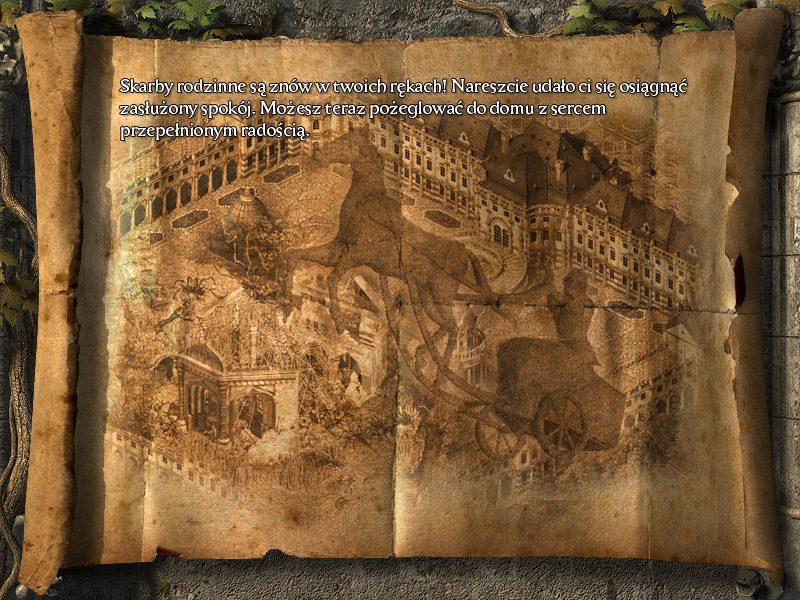 Skarby rodzinne są znów w twoich rękach! Nareszcie udało ci się osiągnąć
zasłużony spokój. Możesz teraz pożeglować do domu z sercem
przepełnionym radością.